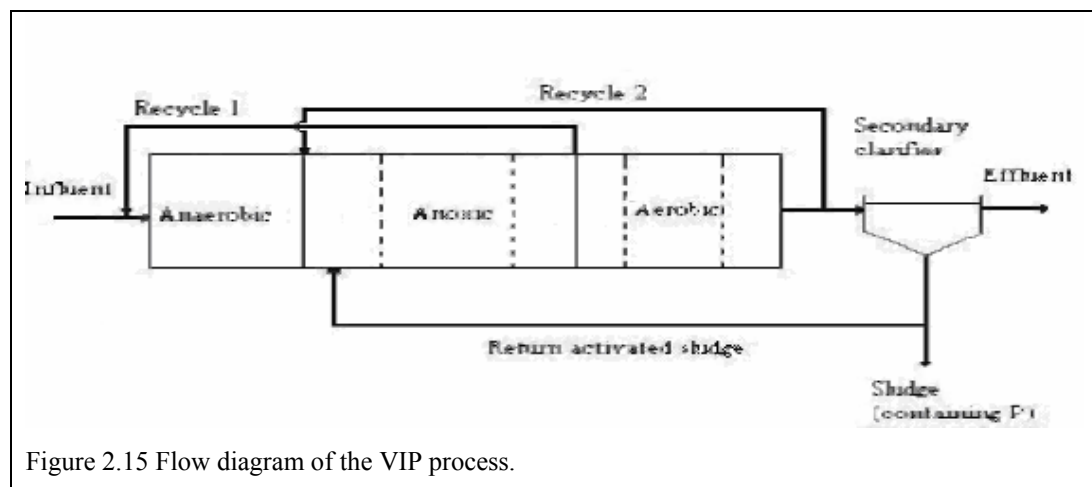 Recycle 2
Recycle 1
Secondary
clarifier
Influent
Effluent
Anaerobic
Anoxic
Aerobic
Return activated sludge
Sludge
(containing P)
Figure 2.15 Flow diagram of the VIP process.